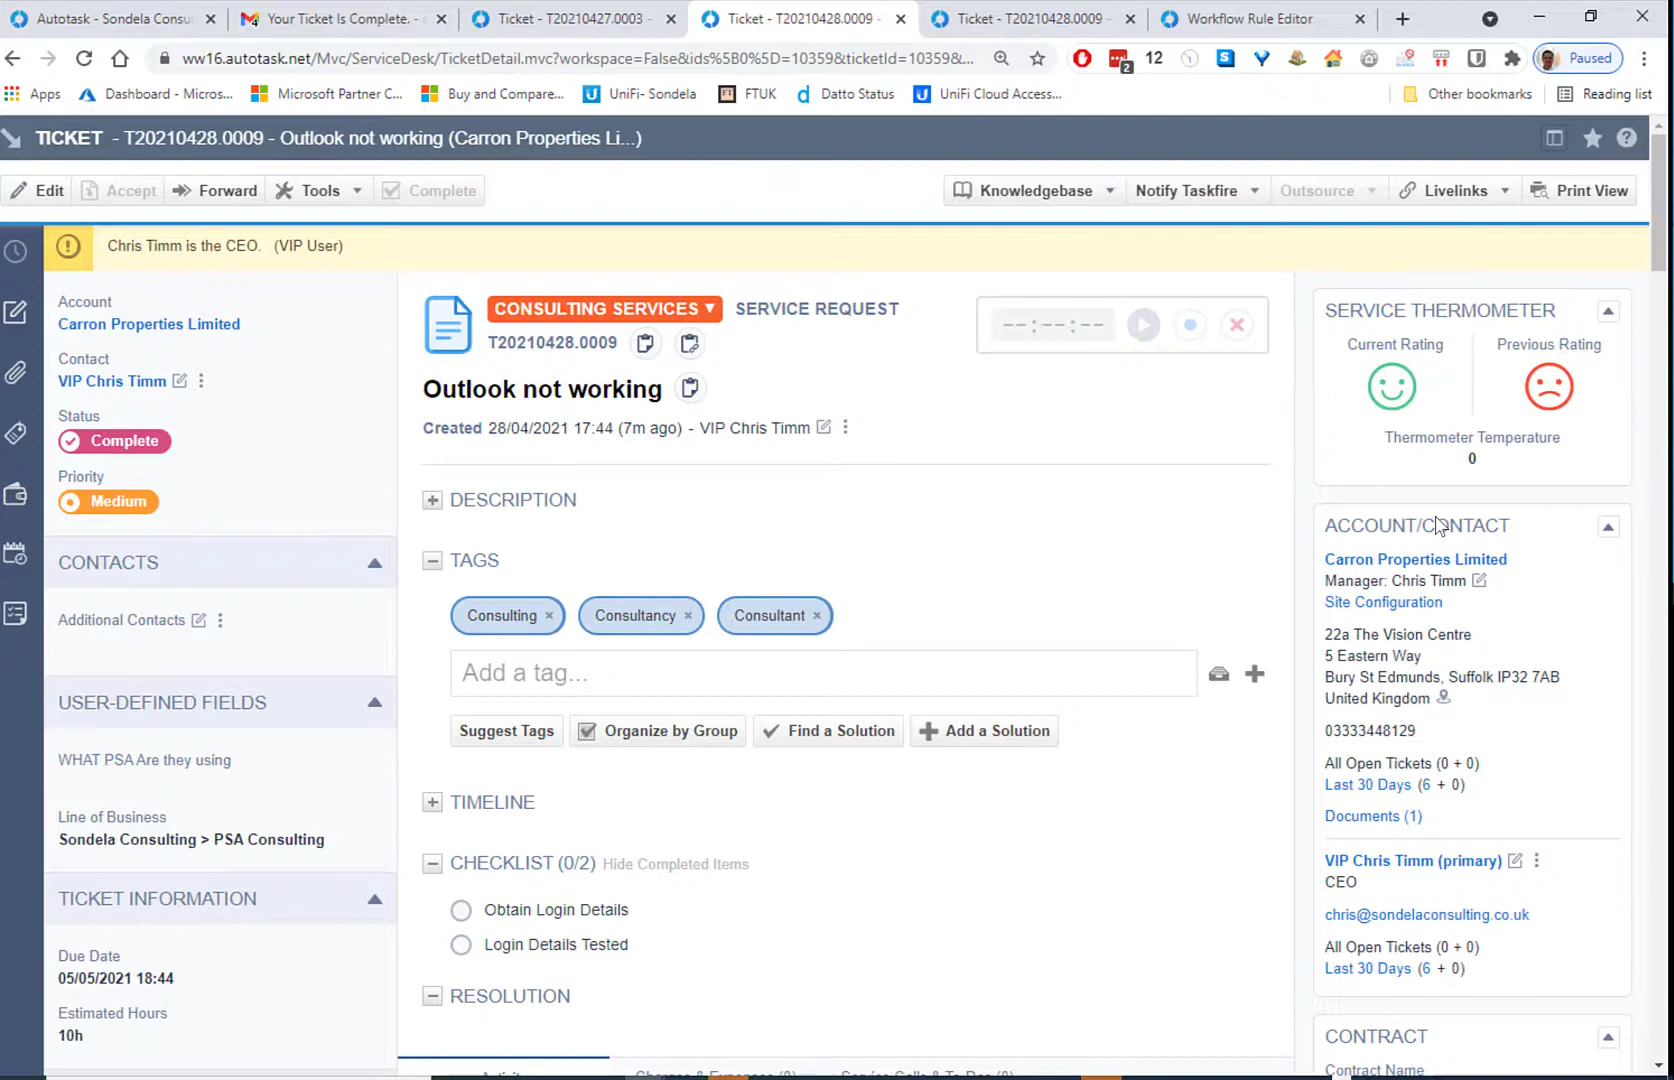 Autotask - Sondela Consu
Your Ticket Is Complete. -
Ticket - T20210427.0003 -
Ticket - T20210428.0009 -
Ticket - T20210428.0009 -
Workflow Rule Editor
ww16.autotask.net/Mvc/ServiceDesk/TicketDetail.mvc?workspace=False&ids%5B0%5D=10359&ticketId=10359&...
2
12
Paused
Apps
Dashboard - Micros...
Microsoft Partner C...
Buy and Compare...
UniFi- Sondela
FTUK
Datto Status
UniFi Cloud Access...
Other bookmarks
Reading list
TICKET - T20210428.0009 - Outlook not working (Carron Properties Li...)
Edit
Accept
Forward
Tools
Complete
Knowledgebase
Notify Taskfire
Outsource
Livelinks
Print View
Chris Timm is the CEO. (VIP User)
Account
Carron Properties Limited
Contact
VIP Chris Timm
Status
Complete
Priority
Medium
CONTACTS
Additional Contacts
USER-DEFINED FIELDS
WHAT PSA Are they using
Line of Business
Sondela Consulting > PSA Consulting
TICKET INFORMATION
Due Date
05/05/2021 18:44
Estimated Hours
10h
CONSULTING SERVICES
SERVICE REQUEST
T20210428.0009
--:--:--
Outlook not working
Created 28/04/2021 17:44 (7m ago) - VIP Chris Timm
DESCRIPTION
TAGS
Consulting ×
Consultancy ×
Consultant ×
Add a tag...
Suggest Tags
Organize by Group
Find a Solution
Add a Solution
TIMELINE
CHECKLIST (0/2) Hide Completed Items
Obtain Login Details
Login Details Tested
RESOLUTION
SERVICE THERMOMETER
Current Rating
Previous Rating
Thermometer Temperature
0
ACCOUNT/CONTACT
Carron Properties Limited
Manager: Chris Timm
Site Configuration
22a The Vision Centre
5 Eastern Way
Bury St Edmunds, Suffolk IP32 7AB
United Kingdom
03333448129
All Open Tickets (0 + 0)
Last 30 Days (6 + 0)
Documents (1)
VIP Chris Timm (primary)
CEO
chris@sondelaconsulting.co.uk
All Open Tickets (0 + 0)
Last 30 Days (6 + 0)
CONTRACT
Contract Name